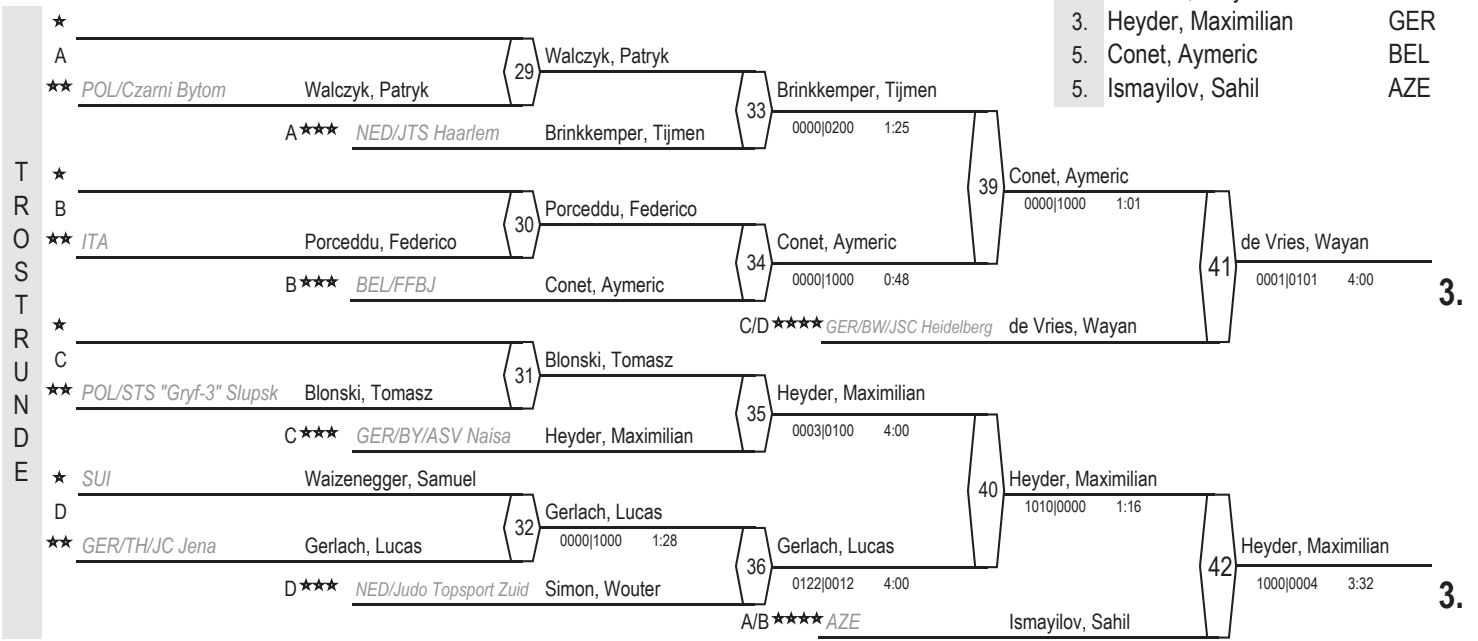 3. Heyder, Maximilian GER
5. Conet, Aymeric BEL
5. Ismayilov, Sahil AZE
TROSTRUNDE
★
A
29 Walczyk, Patryk
★★ POL/Czarni Bytom Walczyk, Patryk
33 Brinkkemper, Tijmen
0000|0200 1:25
A★★★ NED/JTS Haarlem Brinkkemper, Tijmen
★
39 Conet, Aymeric
0000|1000 1:01
B
30 Porceddu, Federico
★★ ITA Porceddu, Federico
34 Conet, Aymeric
0000|1000 0:48
41 de Vries, Wayan
0001|0101 4:00
3.
B★★★ BEL/FFBJ Conet, Aymeric
★
C/D ★★★★ GER/BW/JSC Heidelberg de Vries, Wayan
C
31 Blonski, Tomasz
★★ POL/STS "Gryf-3" Slupsk Blonski, Tomasz
35 Heyder, Maximilian
0003|0100 4:00
C★★★ GER/BY/ASV Naisa Heyder, Maximilian
★ SUI Waizenegger, Samuel
40 Heyder, Maximilian
1010|0000 1:16
D
32 Gerlach, Lucas
0000|1000 1:28
★★ GER/TH/JC Jena Gerlach, Lucas
36 Gerlach, Lucas
0122|0012 4:00
42 Heyder, Maximilian
1000|0004 3:32
3.
D★★★ NED/Judo Topsport Zuid Simon, Wouter
A/B ★★★★ AZE Ismayilov, Sahil